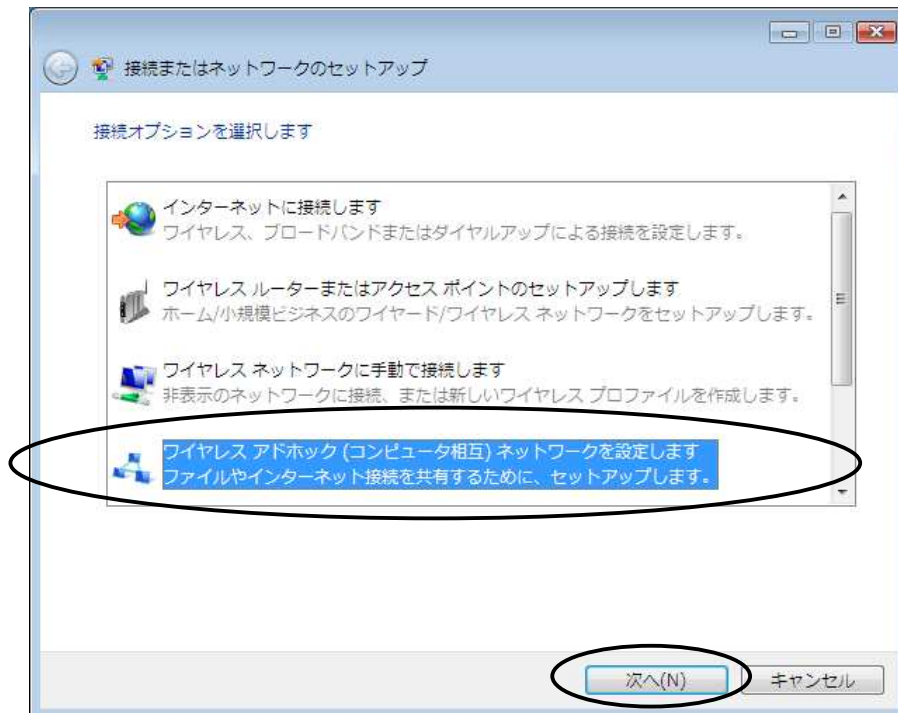 接続またはネットワークのセットアップ
接続オプションを選択します
インターネットに接続します
ワイヤレス、ブロードバンドまたはダイヤルアップによる接続を設定します。
ワイヤレス ルーターまたはアクセス ポイントのセットアップします
ホーム/小規模ビジネスのワイヤード/ワイヤレス ネットワークをセットアップします。
ワイヤレス ネットワークに手動で接続します
非表示のネットワークに接続、または新しいワイヤレス プロファイルを作成します。
ワイヤレス アドホック (コンピュータ相互) ネットワークを設定します
ファイルやインターネット接続を共有するために、セットアップします。
次へ(N)
キャンセル